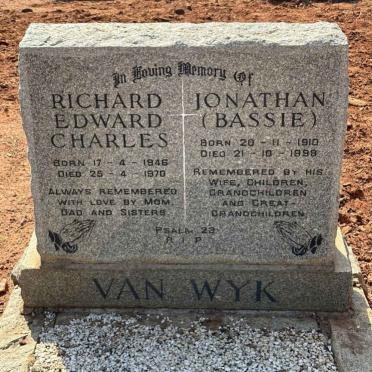 In Loving Memory Of
RICHARD
EDWARD
CHARLES
BORN 17 - 4 - 1946
DIED 25 - 4 - 1970
ALWAYS REMEMBERED
WITH LOVE BY MOM,
DAD AND SISTERS
JONATHAN
(BASSIE)
BORN 20 - 11 - 1910
DIED 21 - 10 - 1999
REMEMBERED BY HIS
WIFE, CHILDREN,
GRANDCHILDREN
AND GREAT-
GRANDCHILDREN
PSALM 23
R I P
VAN WYK